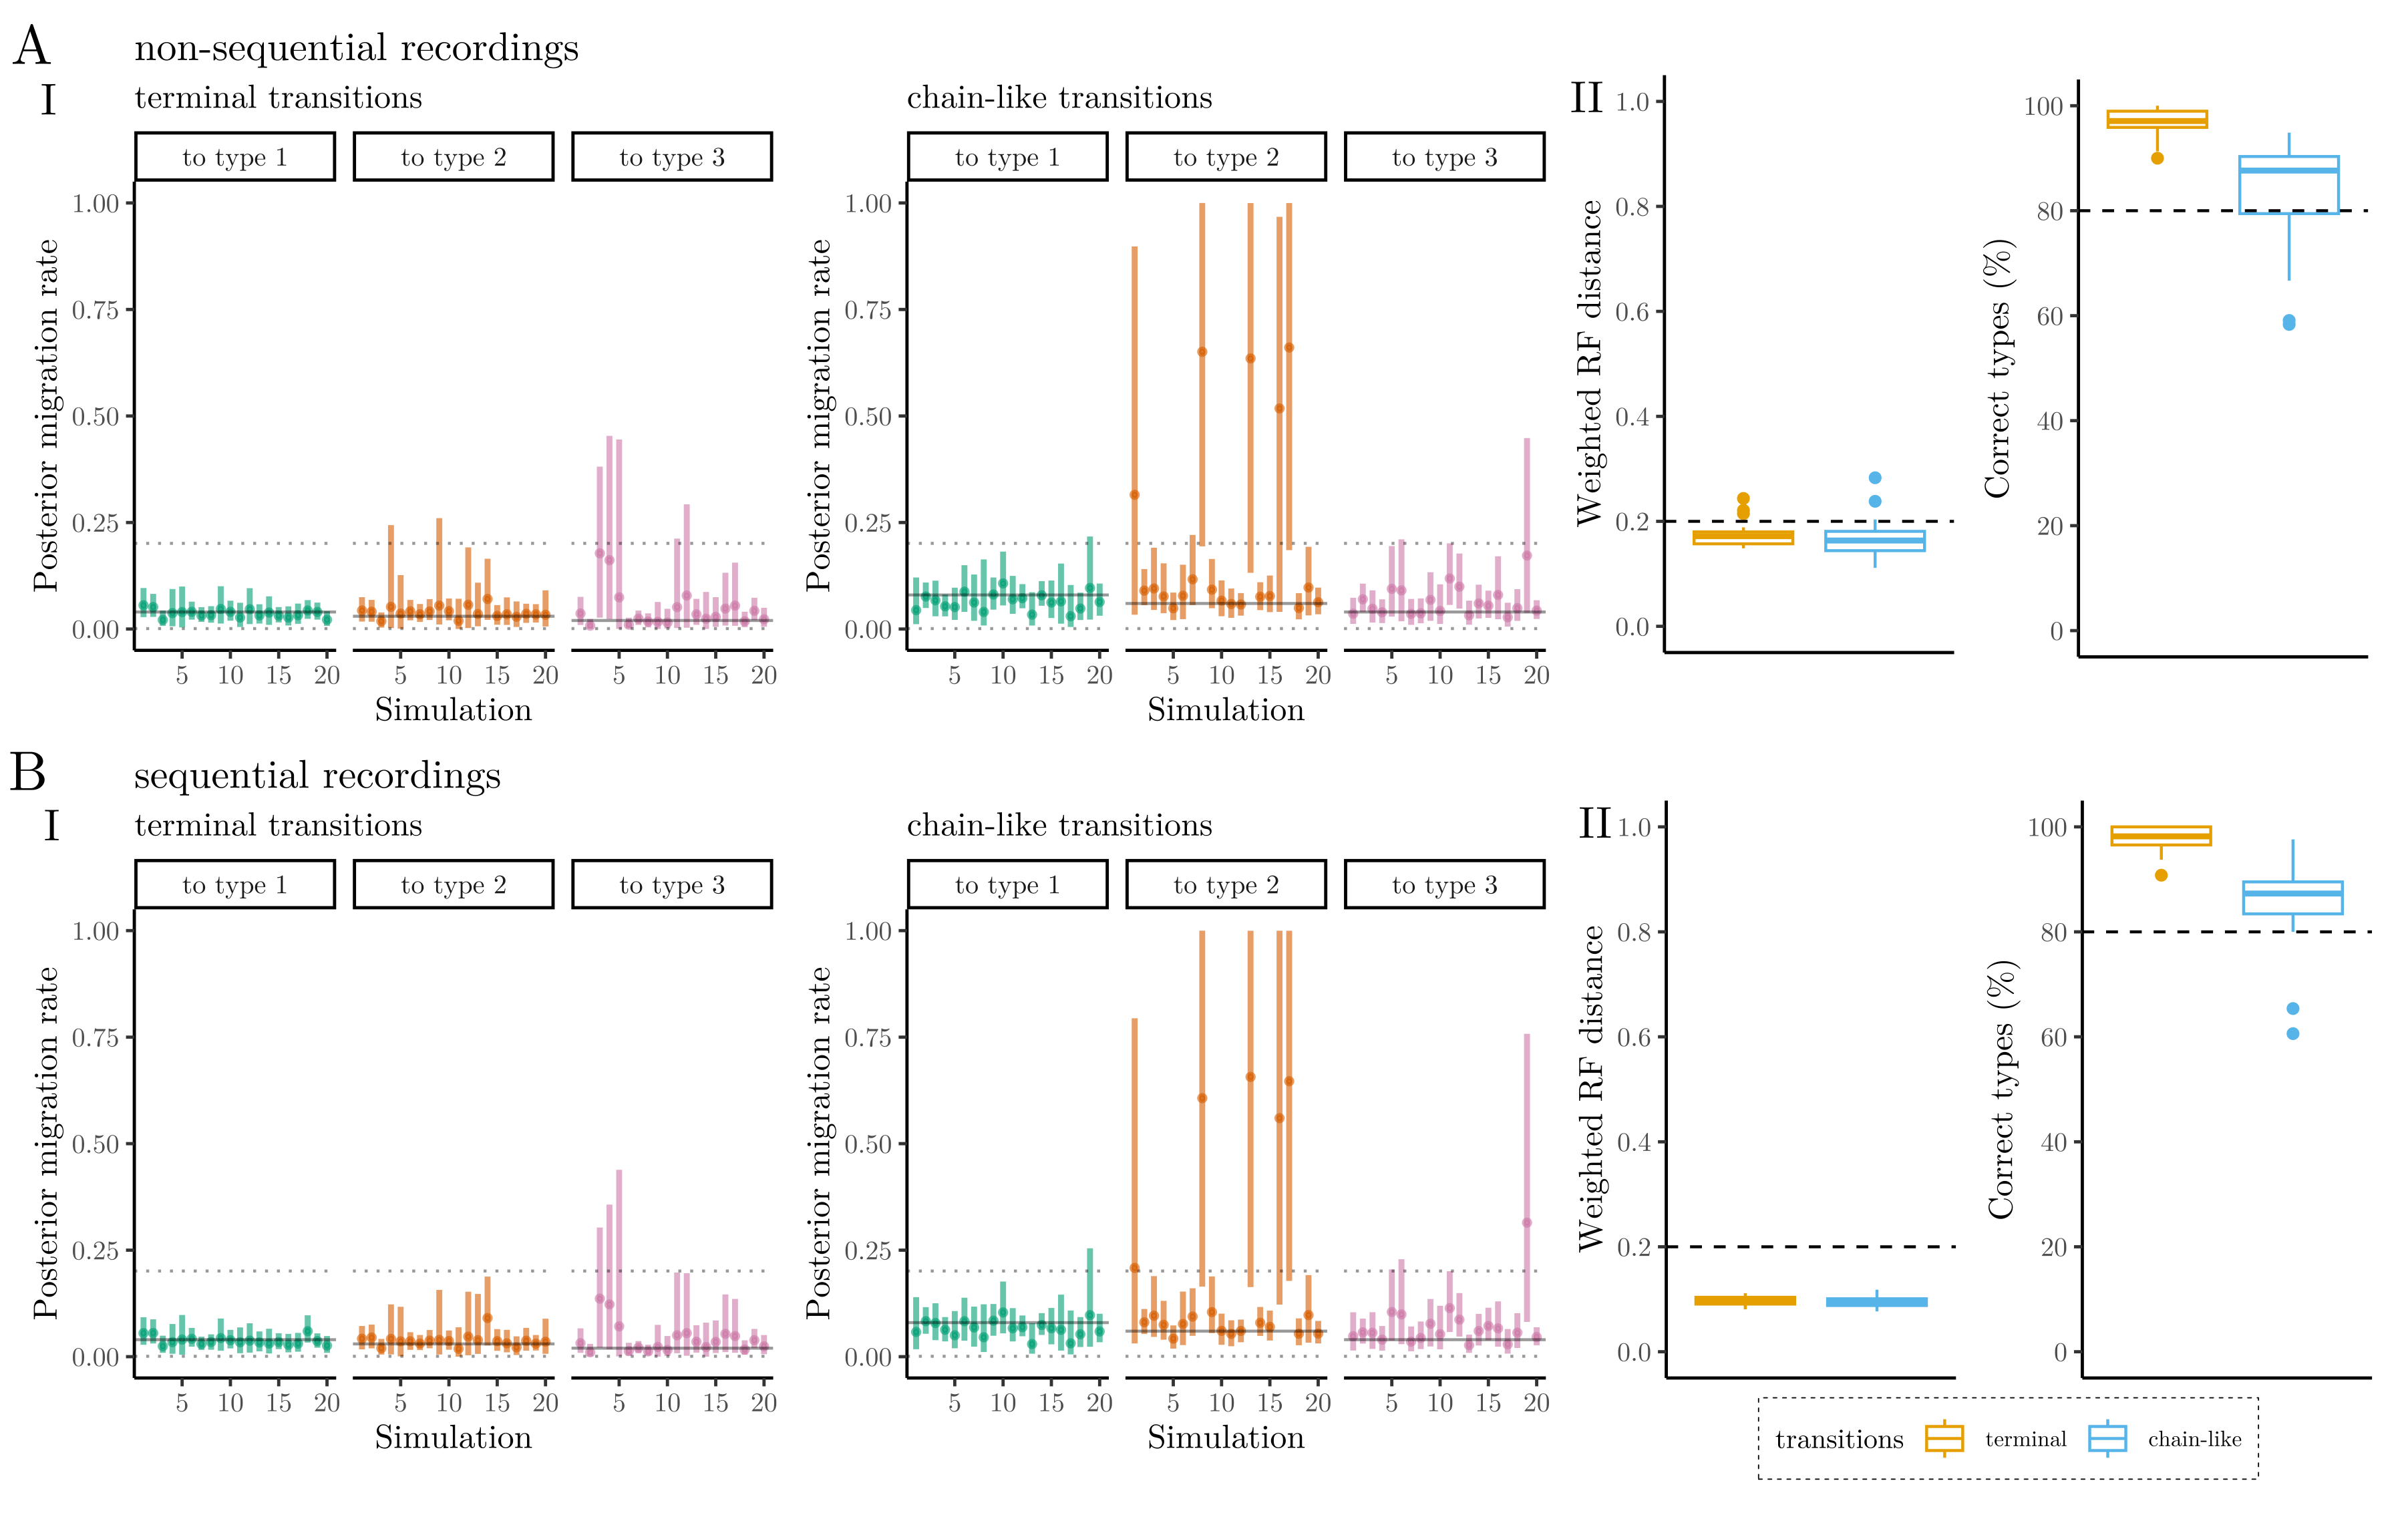 A
non-sequential recordings
I
terminal transitions
to type 1
to type 2
to type 3
Posterior migration rate
1.00
0.75
0.50
0.25
0.00
5 10 15 20
5 10 15 20
5 10 15 20
Simulation
chain-like transitions
to type 1
to type 2
to type 3
Posterior migration rate
1.00
0.75
0.50
0.25
0.00
5 10 15 20
5 10 15 20
5 10 15 20
Simulation
II
Weighted RF distance
1.0
0.8
0.6
0.4
0.2
0.0
Correct types (%)
100
80
60
40
20
0
B
sequential recordings
I
terminal transitions
to type 1
to type 2
to type 3
Posterior migration rate
1.00
0.75
0.50
0.25
0.00
5 10 15 20
5 10 15 20
5 10 15 20
Simulation
chain-like transitions
to type 1
to type 2
to type 3
Posterior migration rate
1.00
0.75
0.50
0.25
0.00
5 10 15 20
5 10 15 20
5 10 15 20
Simulation
II
Weighted RF distance
1.0
0.8
0.6
0.4
0.2
0.0
Correct types (%)
100
80
60
40
20
0
transitions terminal chain-like